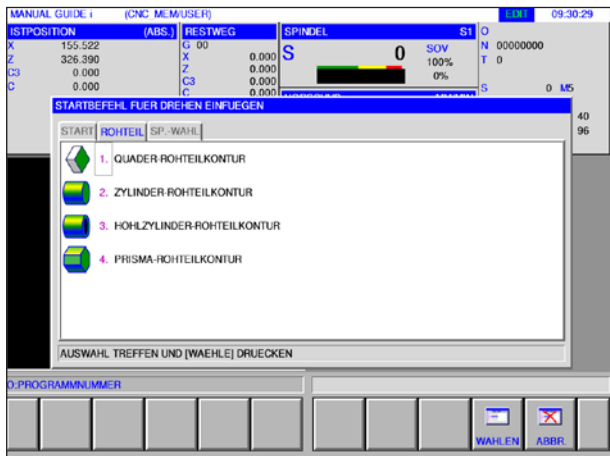 MANUAL GUIDE i (CNC_MEM/USER) EDIT 09:30:29
ISTPOSITION (ABS.) RESTWEG SPINDEL S1 O
X 155.522 G 00 S 0 SOV N 00000000
Z 326.390 X 0.000 100% T 0
C3 0.000 Z 0.000 0%
C 0.000 C3 0.000 S 0 M5
C 0.000
STARTBEFEHL FUER DREHEN EINFUEGEN
START ROHTEIL SP.-WAHL
40
96
1. QUADER-ROHTEILKONTUR
2. ZYLINDER-ROHTEILKONTUR
3. HOHLZYLINDER-ROHTEILKONTUR
4. PRISMA-ROHTEILKONTUR
AUSWAHL TREFFEN UND [WAEHLE] DRUECKEN
O:PROGRAMMNUMMER
WAHLEN ABBR.